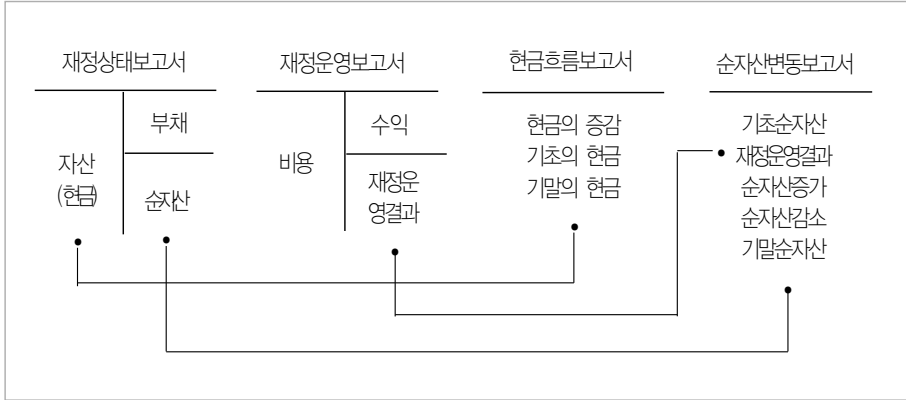 재정상태보고서
부채
자산
(현금)
순자산
재정운영보고서
수익
비용
재정운
영결과
현금흐름보고서
현금의 증감
기초의 현금
기말의 현금
순자산변동보고서
기초순자산
재정운영결과
순자산증가
순자산감소
기말순자산